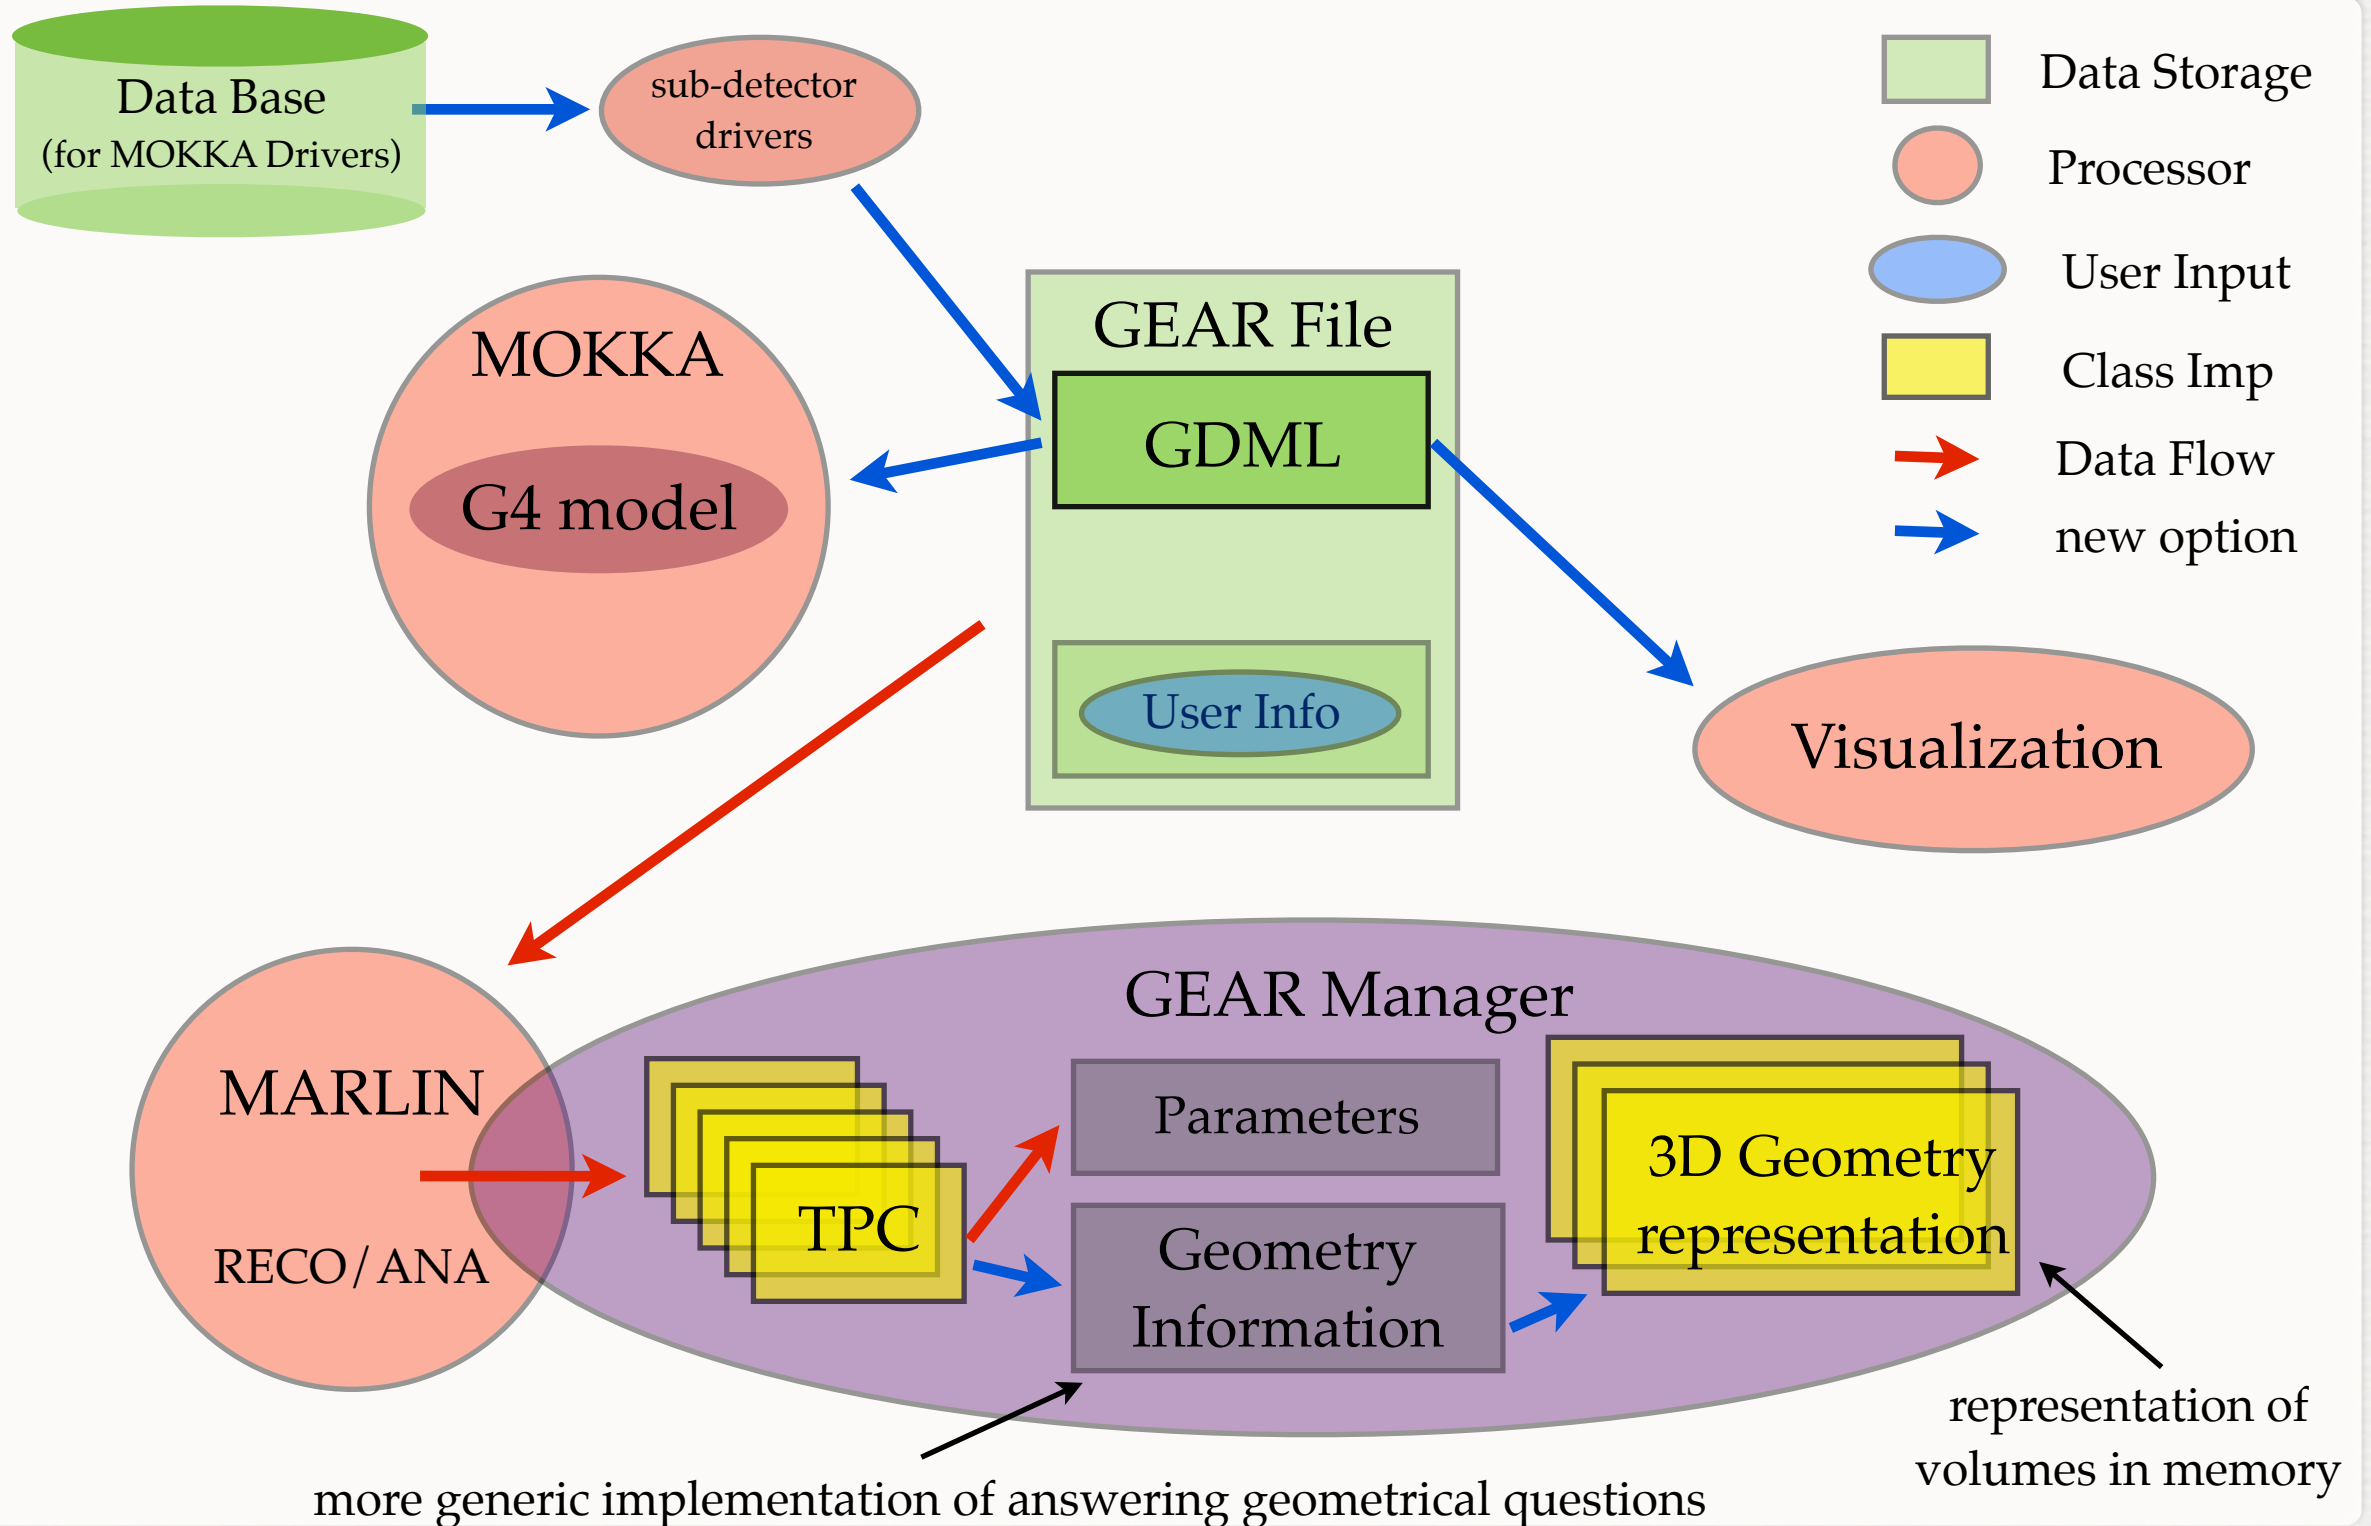 Data Base
(for MOKKA Drivers)
sub-detector
drivers
Data Storage
Processor
User Input
Class Imp
Data Flow
new option
MOKKA
G4 model
GEAR File
GDML
User Info
Visualization
MARLIN
RECO/ANA
GEAR Manager
TPC
Parameters
Geometry
Information
3D Geometry
representation
representation of
volumes in memory
more generic implementation of answering geometrical questions